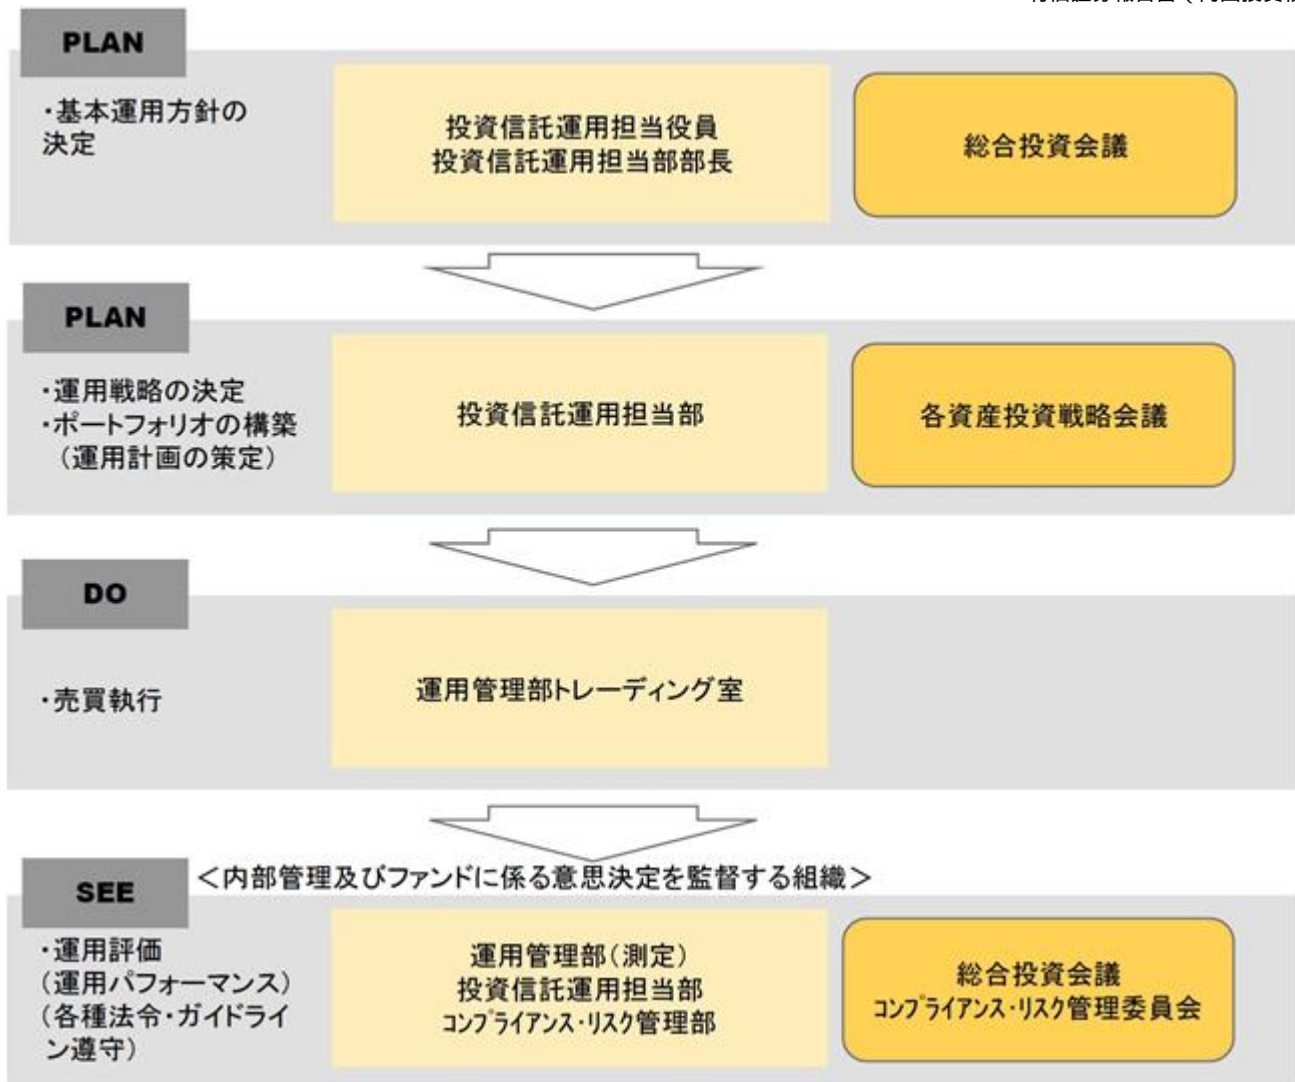 PLAN
・基本運用方針の
決定
投資信託運用担当役員
投資信託運用担当部部長
総合投資会議
PLAN
・運用戦略の決定
・ポートフォリオの構築
（運用計画の策定）
投資信託運用担当部
各資産投資戦略会議
DO
・売買執行
運用管理部トレーディング室
＜内部管理及びファンドに係る意思決定を監督する組織＞
SEE
・運用評価
（運用パフォーマンス）
（各種法令・ガイドライ
ン遵守）
運用管理部（測定）
投資信託運用担当部
ｺﾝﾌﾟﾗｲｱﾝｽ・ﾘｽｸ管理部
総合投資会議
ｺﾝﾌﾟﾗｲｱﾝｽ・ﾘｽｸ管理委員会